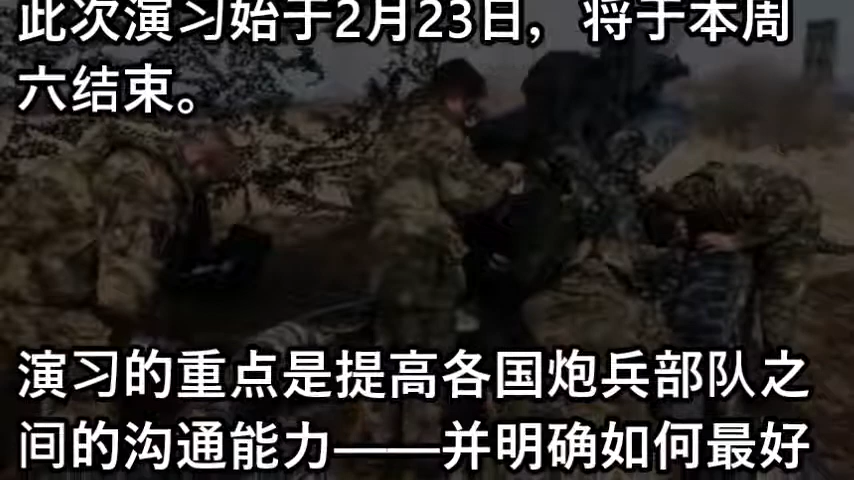 此次演习始于2月23日，将于本周
六结束。
演习的重点是提高各国炮兵部队之
间的沟通能力——并明确如何最好